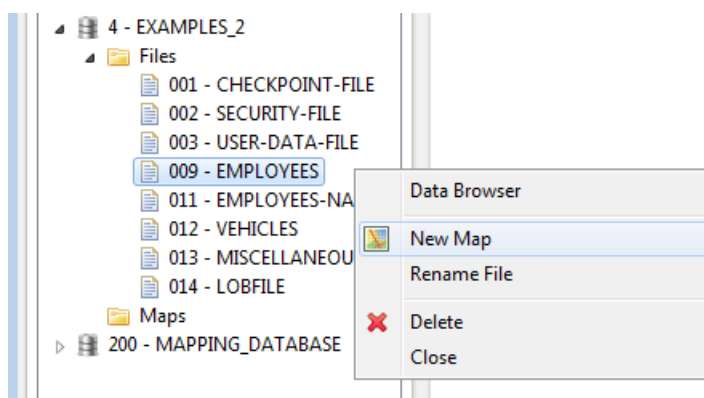 4 - EXAMPLES_2
Files
001 - CHECKPOINT-FILE
002 - SECURITY-FILE
003 - USER-DATA-FILE
009 - EMPLOYEES
011 - EMPLOYEES-NA
012 - VEHICLES
013 - MISCELLANEOU
014 - LOBFILE
Maps
200 - MAPPING_DATABASE
Data Browser
New Map
Rename File
Delete
Close